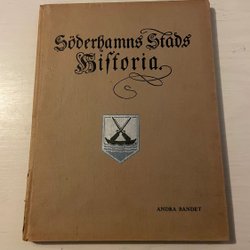 Söderhamns Stads
Historia.
ANDRA BANDET